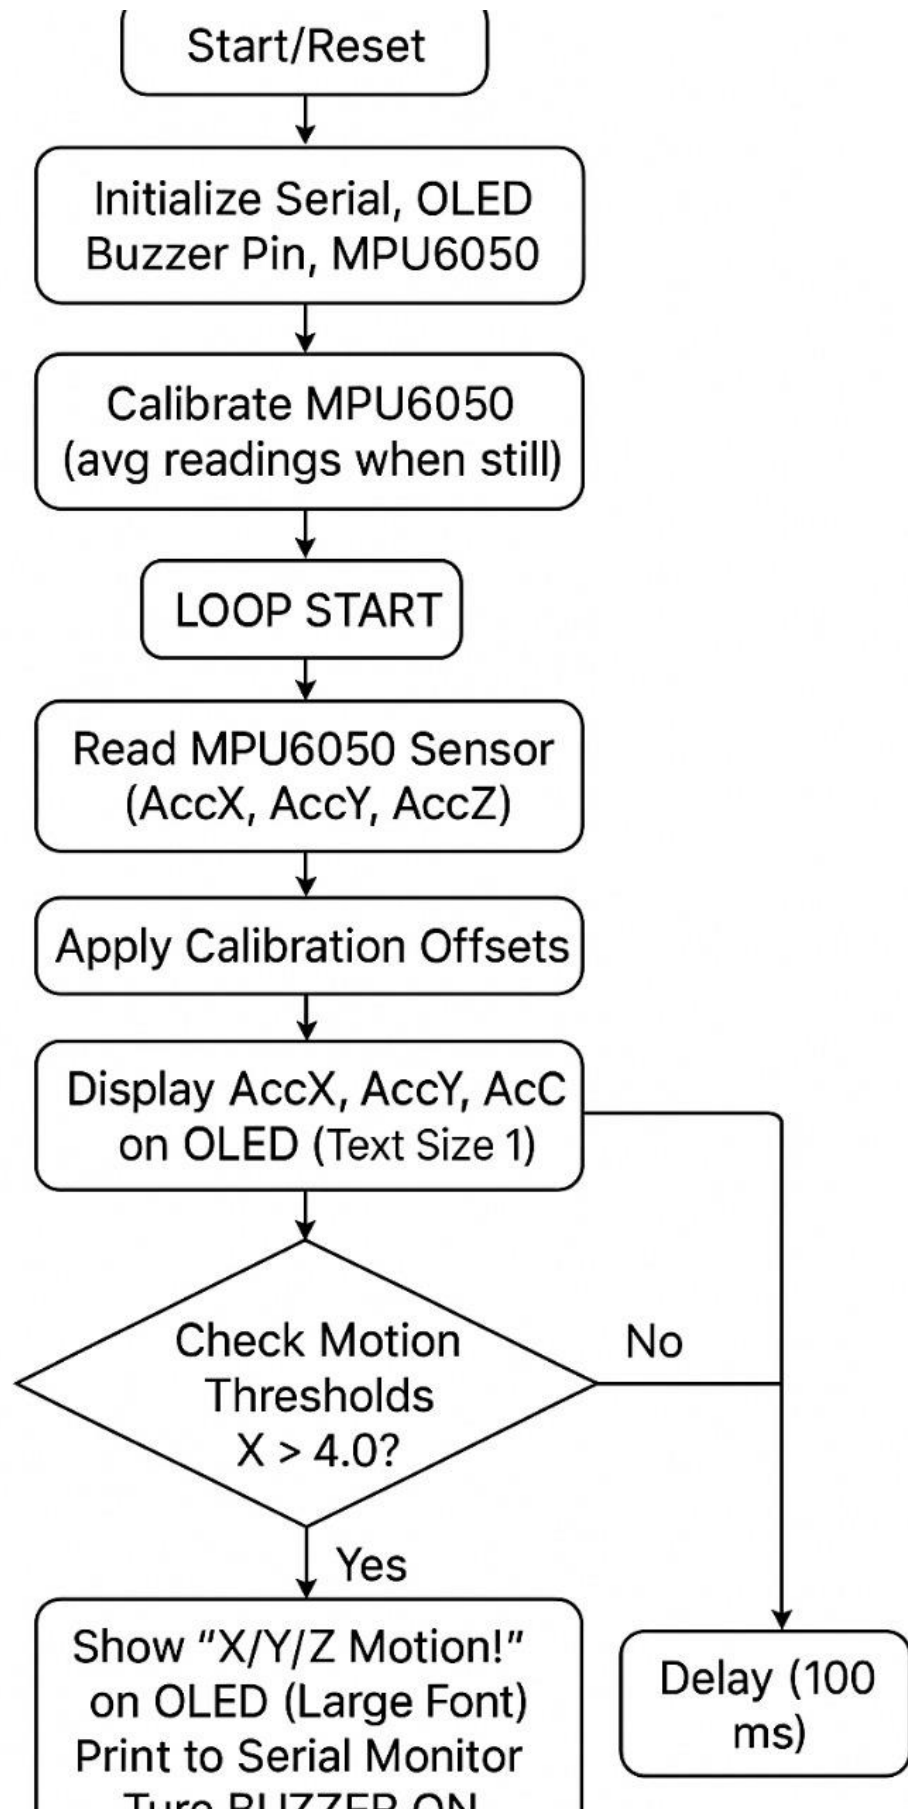 Start/Reset
Initialize Serial, OLED
Buzzer Pin, MPU6050
Calibrate MPU6050
(avg readings when still)
LOOP START
Read MPU6050 Sensor
(AccX, AccY, AccZ)
Apply Calibration Offsets
Display AccX, AccY, AcC
on OLED (Text Size 1)
Check Motion
Thresholds
X > 4.0?
No
Yes
Show “X/Y/Z Motion!”
on OLED (Large Font)
Print to Serial Monitor
BUZZER ON
Delay (100
ms)